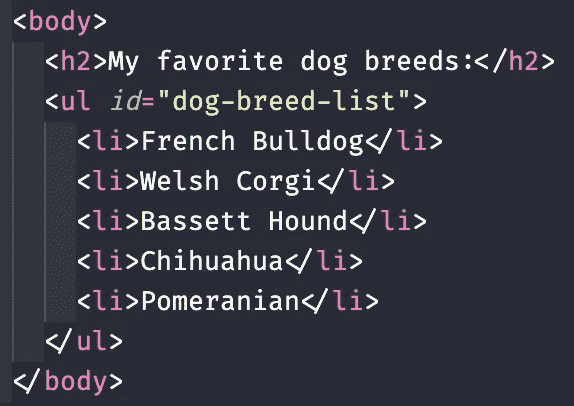 <body>
<h2>My favorite dog breeds:</h2>
<ul id="dog-breed-list">
<li>French Bulldog</li>
<li>Welsh Corgi</li>
<li>Bassett Hound</li>
<li>Chihuahua</li>
<li>Pomeranian</li>
</ul>
</body>